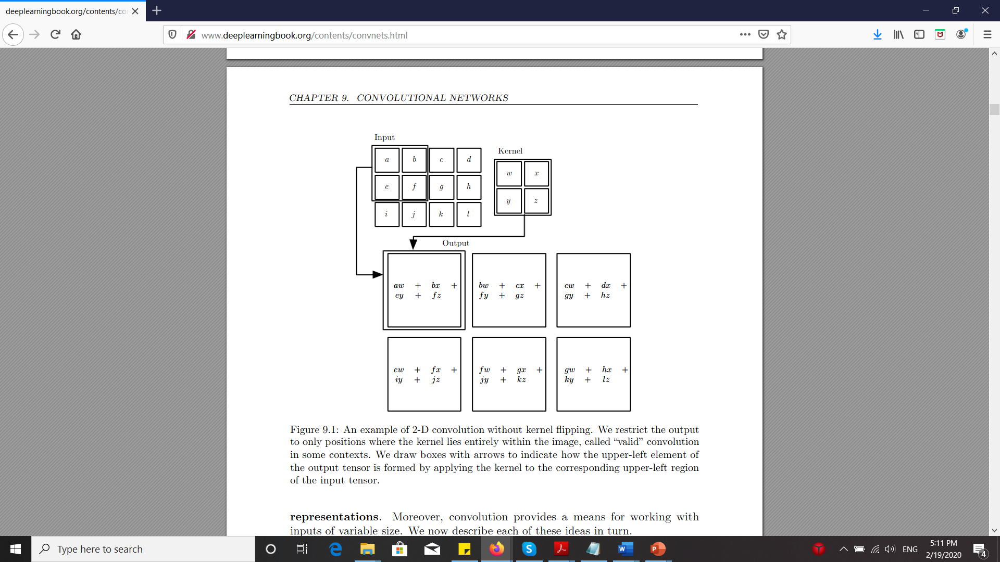 deeplearningbook.org/contents/co
www.deeplearningbook.org/contents/convnets.html
CHAPTER 9. CONVOLUTIONAL NETWORKS
Input
a b c d
e f g h
i j k l
Kernel
w x
y z
Output
aw + bx +
ey + fz
bw + cx +
fy + gz
cw + dx +
gy + hz
ew + fx +
iy + jz
fw + gx +
jy + kz
gw + hx +
ky + lz
Figure 9.1: An example of 2-D convolution without kernel flipping. We restrict the output
to only positions where the kernel lies entirely within the image, called “valid” convolution
in some contexts. We draw boxes with arrows to indicate how the upper-left element of
the output tensor is formed by applying the kernel to the corresponding upper-left region
of the input tensor.
representations. Moreover, convolution provides a means for working with
inputs of variable size. We now describe each of these ideas in turn.
Type here to search
ENG
5:11 PM
2/19/2020
4